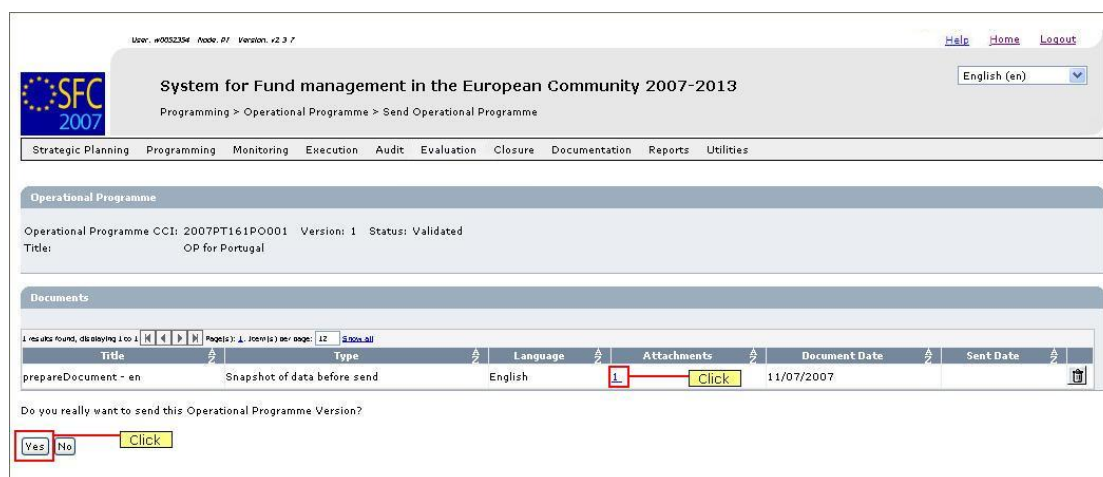 User. w0052354 Node. D1 Version. v2 3 7
Help Home Logout
English (en)
SFC
2007
System for Fund management in the European Community 2007-2013
Programming > Operational Programme > Send Operational Programme
Strategic Planning Programming Monitoring Execution Audit Evaluation Closure Documentation Reports Utilities
Operational Programme
Operational Programme CCI: 2007PT161PO001 Version: 1 Status: Validated
Title: OP for Portugal
Documents
1 results found, displaying 1 to 1 Page(s): 1. Item(s) per page: 12 Show all
Title Type Language Attachments Document Date Sent Date
prepareDocument - en Snapshot of data before send English 1 Click 11/07/2007
Do you really want to send this Operational Programme Version?
Yes No Click